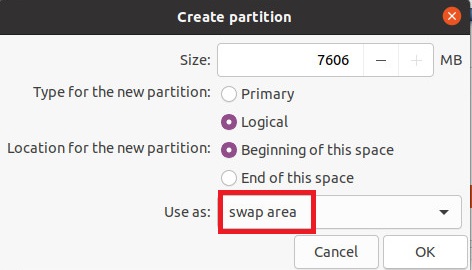 Create partition
Size: 7606 − + MB
Type for the new partition: Primary
Logical
Location for the new partition: Beginning of this space
End of this space
Use as: swap area
Cancel OK